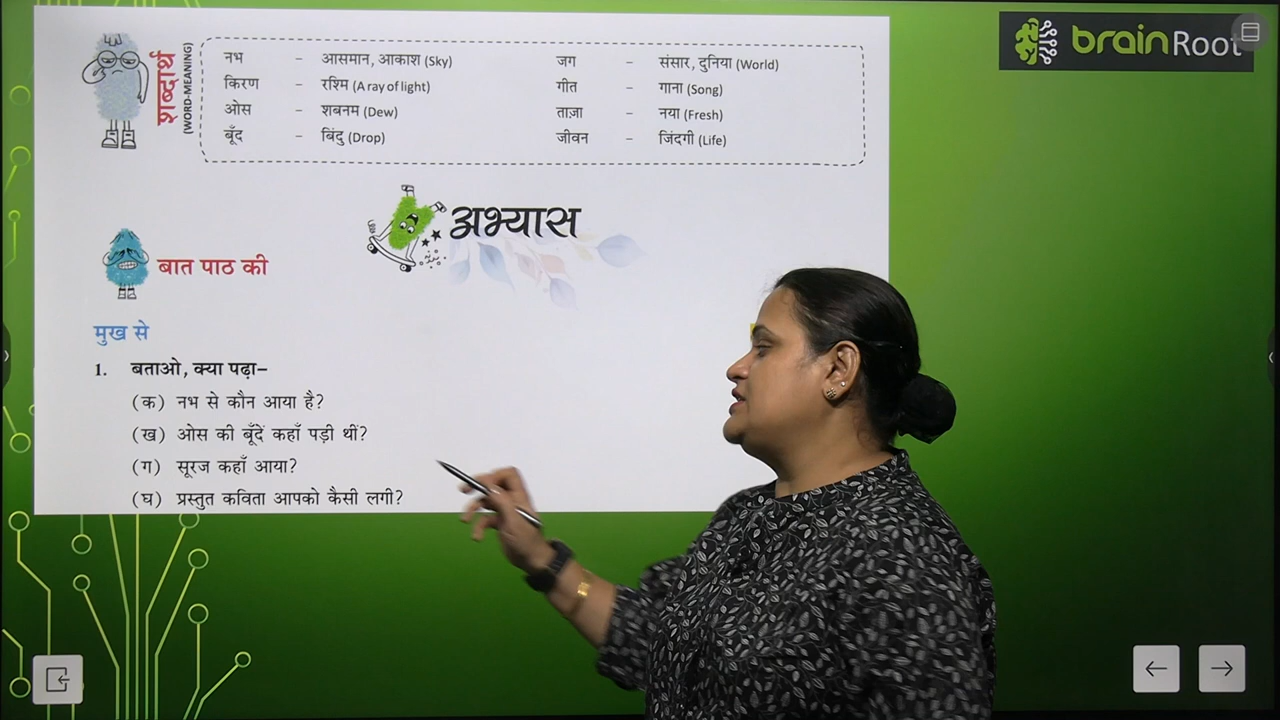 brainRoot
शब्दार्थ
(WORD-MEANING)
नभ – आसमान, आकाश (Sky) जग – संसार, दुनिया (World)
किरण – रश्मि (A ray of light) गीत – गाना (Song)
ओस – शबनम (Dew) ताज़ा – नया (Fresh)
बूँद – बिंदु (Drop) जीवन – जिंदगी (Life)
अभ्यास
बात पाठ की
मुख से
1. बताओ, क्या पढ़ा–
(क) नभ से कौन आया है?
(ख) ओस की बूँदें कहाँ पड़ी थीं?
(ग) सूरज कहाँ आया?
(घ) प्रस्तुत कविता आपको कैसी लगी?